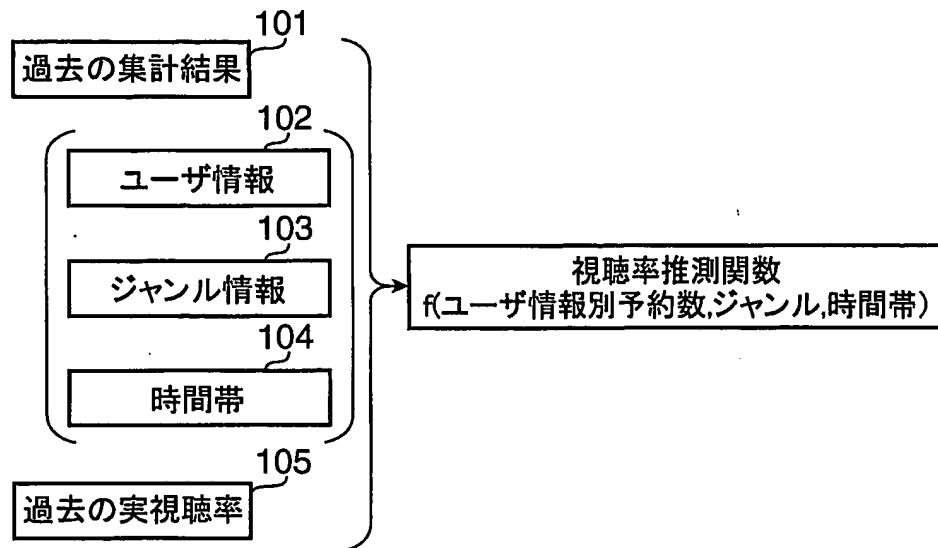 101
過去の集計結果
102
ユーザ情報
103
ジャンル情報
104
時間帯
105
過去の実視聴率
視聴率推測関数
f(ユーザ情報別予約数,ジャンル,時間帯)